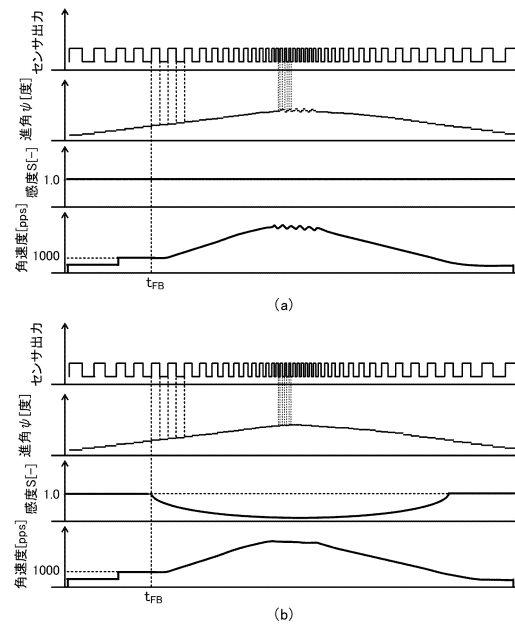 センサ出力
進角ψ[度]
感度S[-]
1.0
角速度[pps]
1000
tFB
(a)
センサ出力
進角ψ[度]
感度S[-]
1.0
角速度[pps]
1000
tFB
(b)